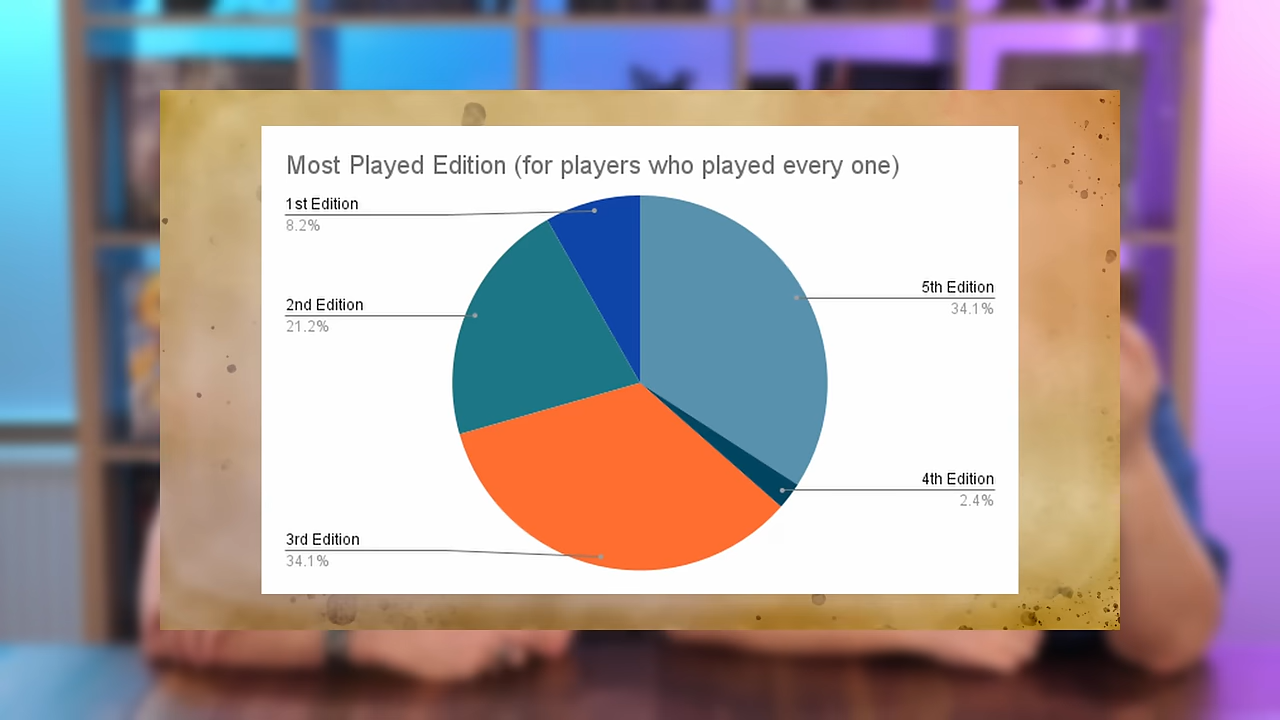 Most Played Edition (for players who played every one)
1st Edition
8.2%
2nd Edition
21.2%
3rd Edition
34.1%
5th Edition
34.1%
4th Edition
2.4%